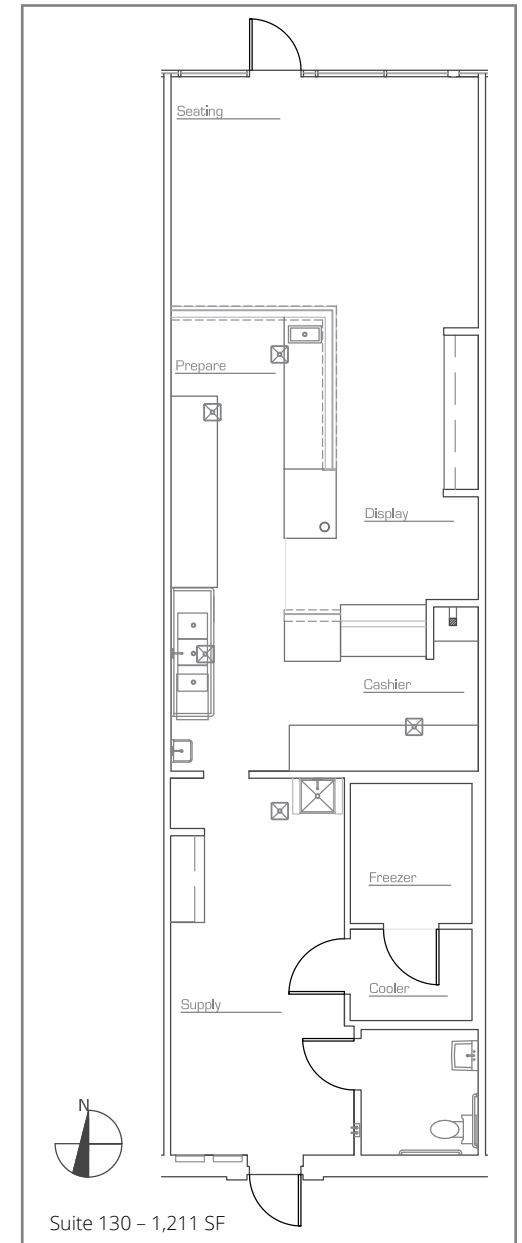 Seating
Prepare
Display
Cashier
Freezer
Cooler
Supply
N
Suite 130 – 1,211 SF